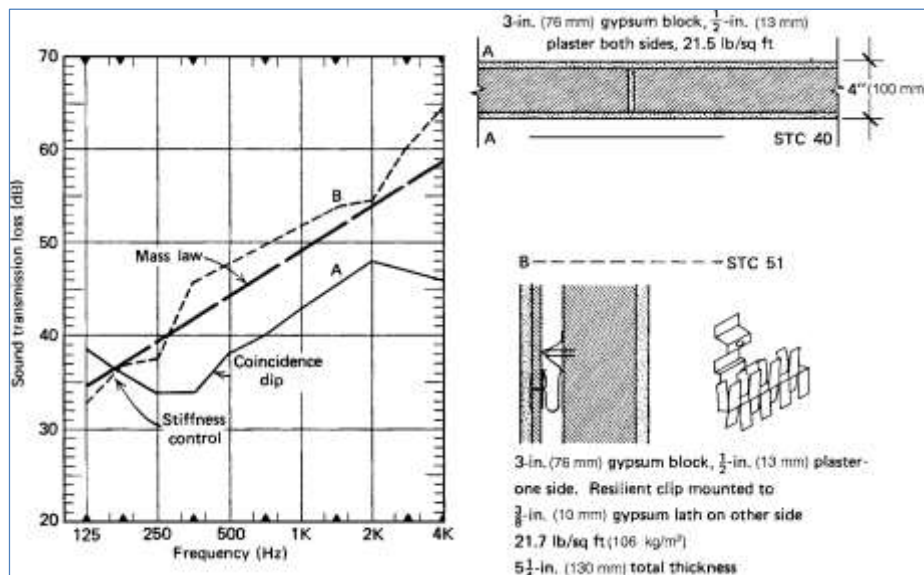 70
60
50
40
30
20
Sound transmission loss (dB)
B
Mass law
A
Coincidence
dip
Stiffness
control
125 250 500 1K 2K 4K
Frequency (Hz)
3-in. (76 mm) gypsum block, 1/2-in. (13 mm)
plaster both sides, 21.5 lb/sq ft
A
4" (100 mm
A STC 40
B STC 51
3-in. (76 mm) gypsum block, 1/2-in. (13 mm) plaster-
one side. Resilient clip mounted to
3/8-in. (10 mm) gypsum lath on other side
21.7 lb/sq ft (106 kg/m²)
5 1/2-in. (130 mm) total thickness